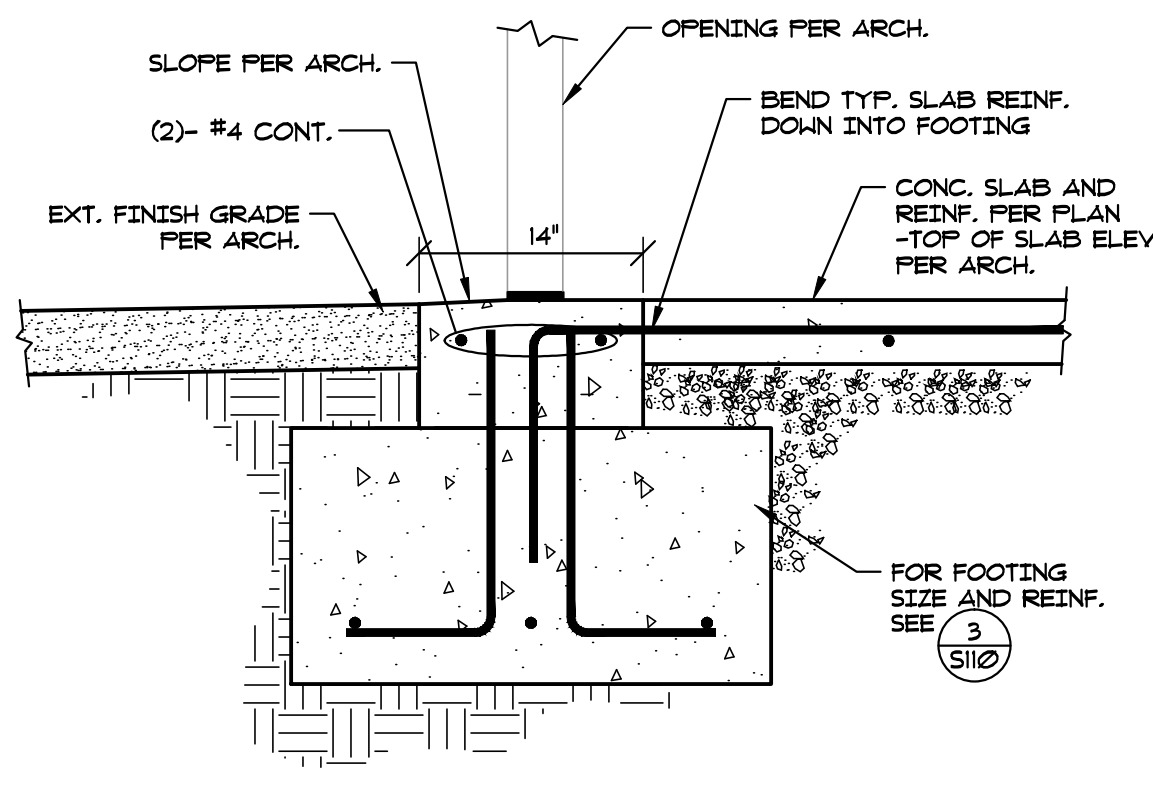 OPENING PER ARCH.
SLOPE PER ARCH.
BEND TYP. SLAB REINF.
DOWN INTO FOOTING
(2)- #4 CONT.
CONC. SLAB AND
REINF. PER PLAN
-TOP OF SLAB ELEV
PER ARCH.
EXT. FINISH GRADE
PER ARCH.
14"
FOR FOOTING
SIZE AND REINF.
SEE
3
S110